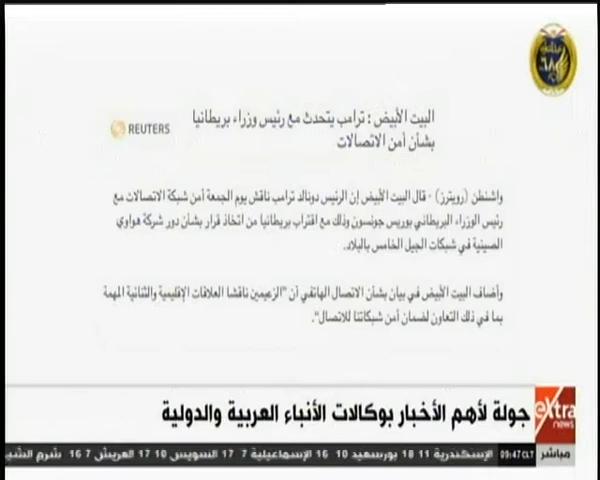 البيت الأبيض : ترامب يتحدث مع رئيس وزراء بريطانيا
بشأن أمن الاتصالات
REUTERS
واشنطن (رويترز) - قال البيت الأبيض إن الرئيس دونالد ترامب ناقش يوم الجمعة أمن شبكة الاتصالات مع
رئيس الوزراء البريطاني بوريس جونسون وذلك مع اقتراب بريطانيا من اتخاذ قرار بشأن دور شركة هواوي
الصينية في شبكات الجيل الخامس بالبلاد.
وأضاف البيت الأبيض في بيان بشأن الاتصال الهاتفي أن "الزعيمين ناقشا العلاقات الإقليمية والثنائية المهمة
بما في ذلك التعاون لضمان أمن شبكاتنا للاتصال".
جولة لأهم الأخبار بوكالات الأنباء العربية والدولية
extra
news
مباشر
09:47 CLT
الإسكندرية 11 18 بورسعيد 10 16 الإسماعيلية 7 17 السويس 10 17 العريش 7 16 شرم الش